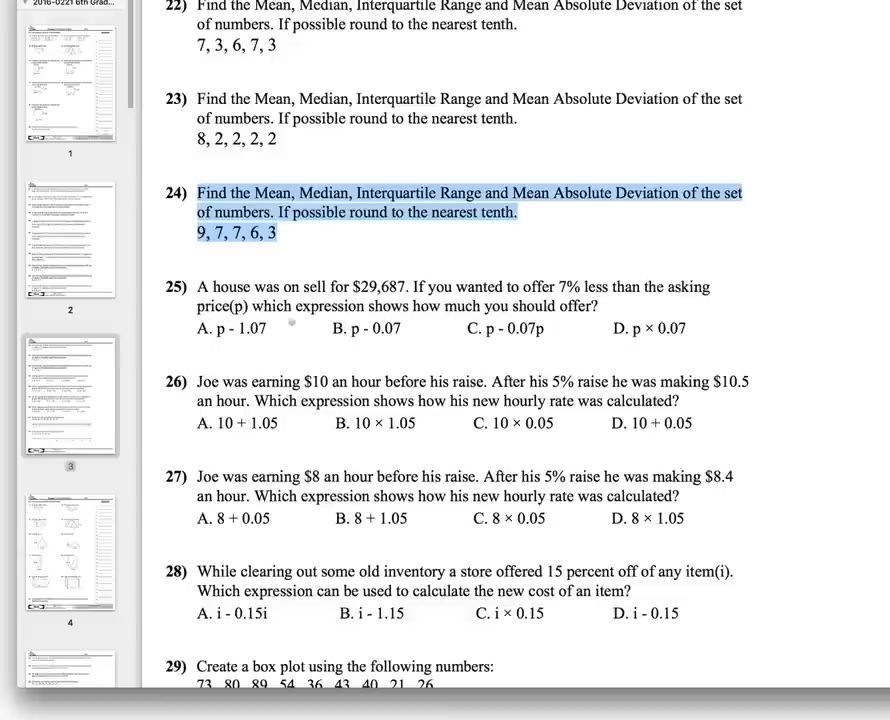 2016-0221 6th Grad...
1
2
3
4
22) Find the Mean, Median, Interquartile Range and Mean Absolute Deviation of the set
of numbers. If possible round to the nearest tenth.
7, 3, 6, 7, 3
23) Find the Mean, Median, Interquartile Range and Mean Absolute Deviation of the set
of numbers. If possible round to the nearest tenth.
8, 2, 2, 2, 2
24) Find the Mean, Median, Interquartile Range and Mean Absolute Deviation of the set
of numbers. If possible round to the nearest tenth.
9, 7, 7, 6, 3
25) A house was on sell for $29,687. If you wanted to offer 7% less than the asking
price(p) which expression shows how much you should offer?
A. p - 1.07 B. p - 0.07 C. p - 0.07p D. p × 0.07
26) Joe was earning $10 an hour before his raise. After his 5% raise he was making $10.5
an hour. Which expression shows how his new hourly rate was calculated?
A. 10 + 1.05 B. 10 × 1.05 C. 10 × 0.05 D. 10 + 0.05
27) Joe was earning $8 an hour before his raise. After his 5% raise he was making $8.4
an hour. Which expression shows how his new hourly rate was calculated?
A. 8 + 0.05 B. 8 + 1.05 C. 8 × 0.05 D. 8 × 1.05
28) While clearing out some old inventory a store offered 15 percent off of any item(i).
Which expression can be used to calculate the new cost of an item?
A. i - 0.15i B. i - 1.15 C. i × 0.15 D. i - 0.15
29) Create a box plot using the following numbers:
73 80 89 54 36 43 40 21 26